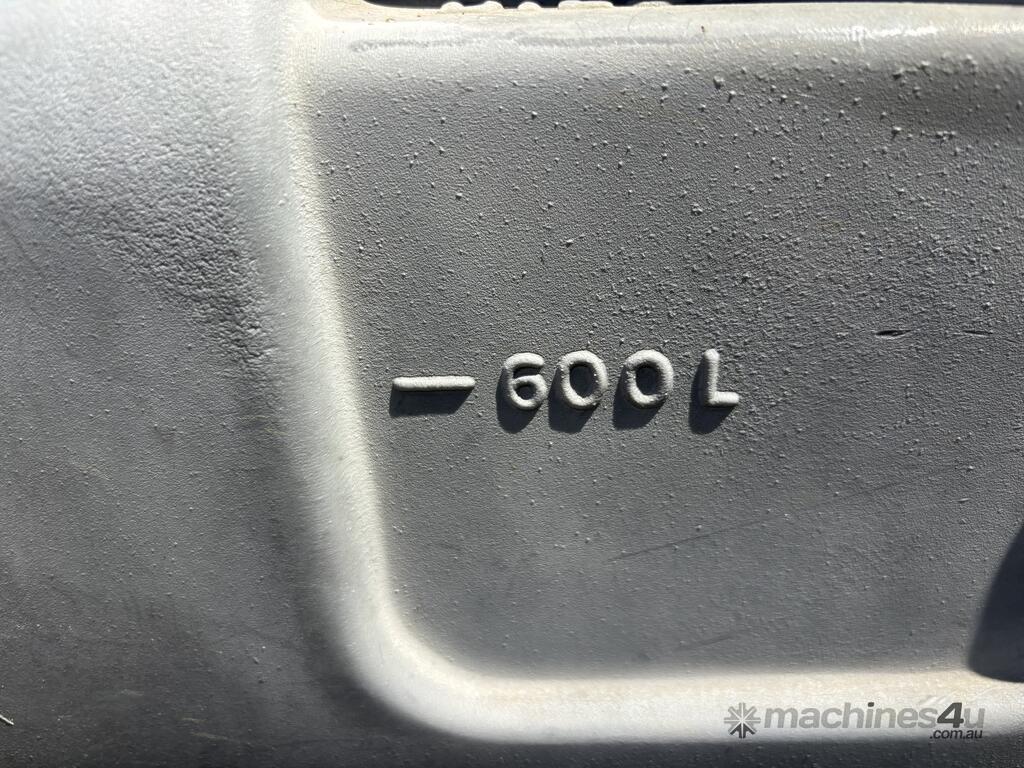 — 600 L
machines4u
.com.au